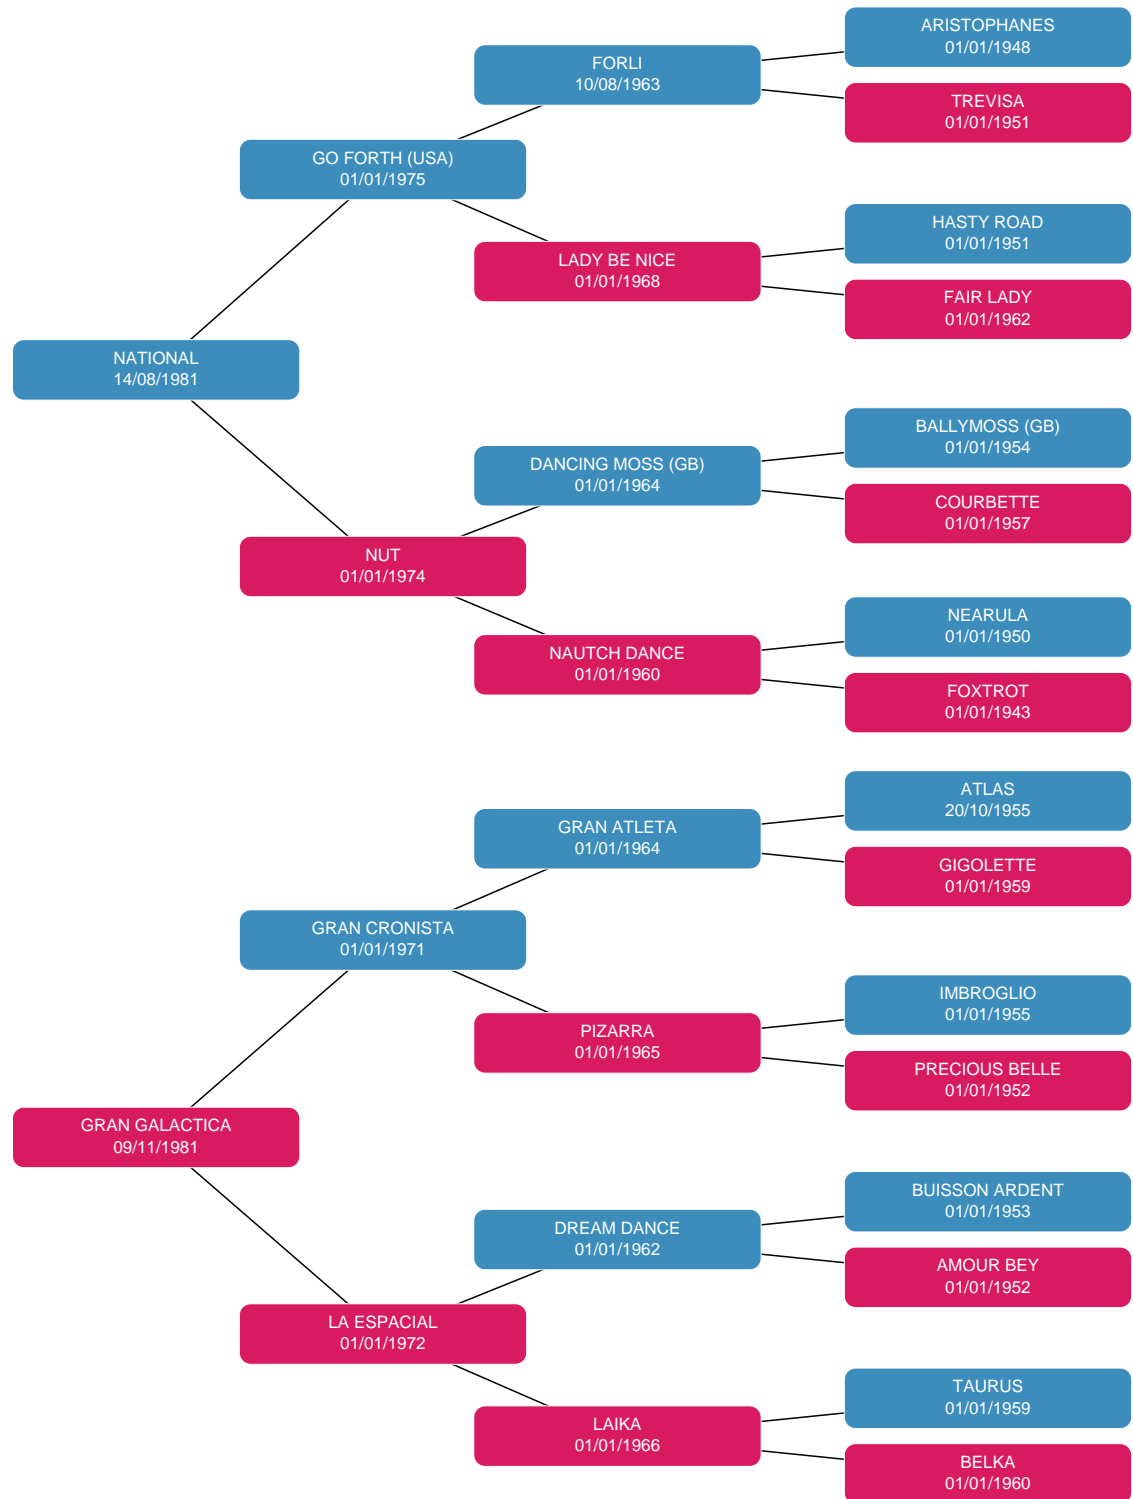 ARISTOPHANES
01/01/1948
FORLI
10/08/1963
TREVISA
01/01/1951
GO FORTH (USA)
01/01/1975
HASTY ROAD
01/01/1951
LADY BE NICE
01/01/1968
FAIR LADY
01/01/1962
NATIONAL
14/08/1981
BALLYMOSS (GB)
01/01/1954
DANCING MOSS (GB)
01/01/1964
COURBETTE
01/01/1957
NUT
01/01/1974
NEARULA
01/01/1950
NAUTCH DANCE
01/01/1960
FOXTROT
01/01/1943
ATLAS
20/10/1955
GRAN ATLETA
01/01/1964
GIGOLETTE
01/01/1959
GRAN CRONISTA
01/01/1971
IMBROGLIO
01/01/1955
PIZARRA
01/01/1965
PRECIOUS BELLE
01/01/1952
GRAN GALACTICA
09/11/1981
BUISSON ARDENT
01/01/1953
DREAM DANCE
01/01/1962
AMOUR BEY
01/01/1952
LA ESPACIAL
01/01/1972
TAURUS
01/01/1959
LAIKA
01/01/1966
BELKA
01/01/1960